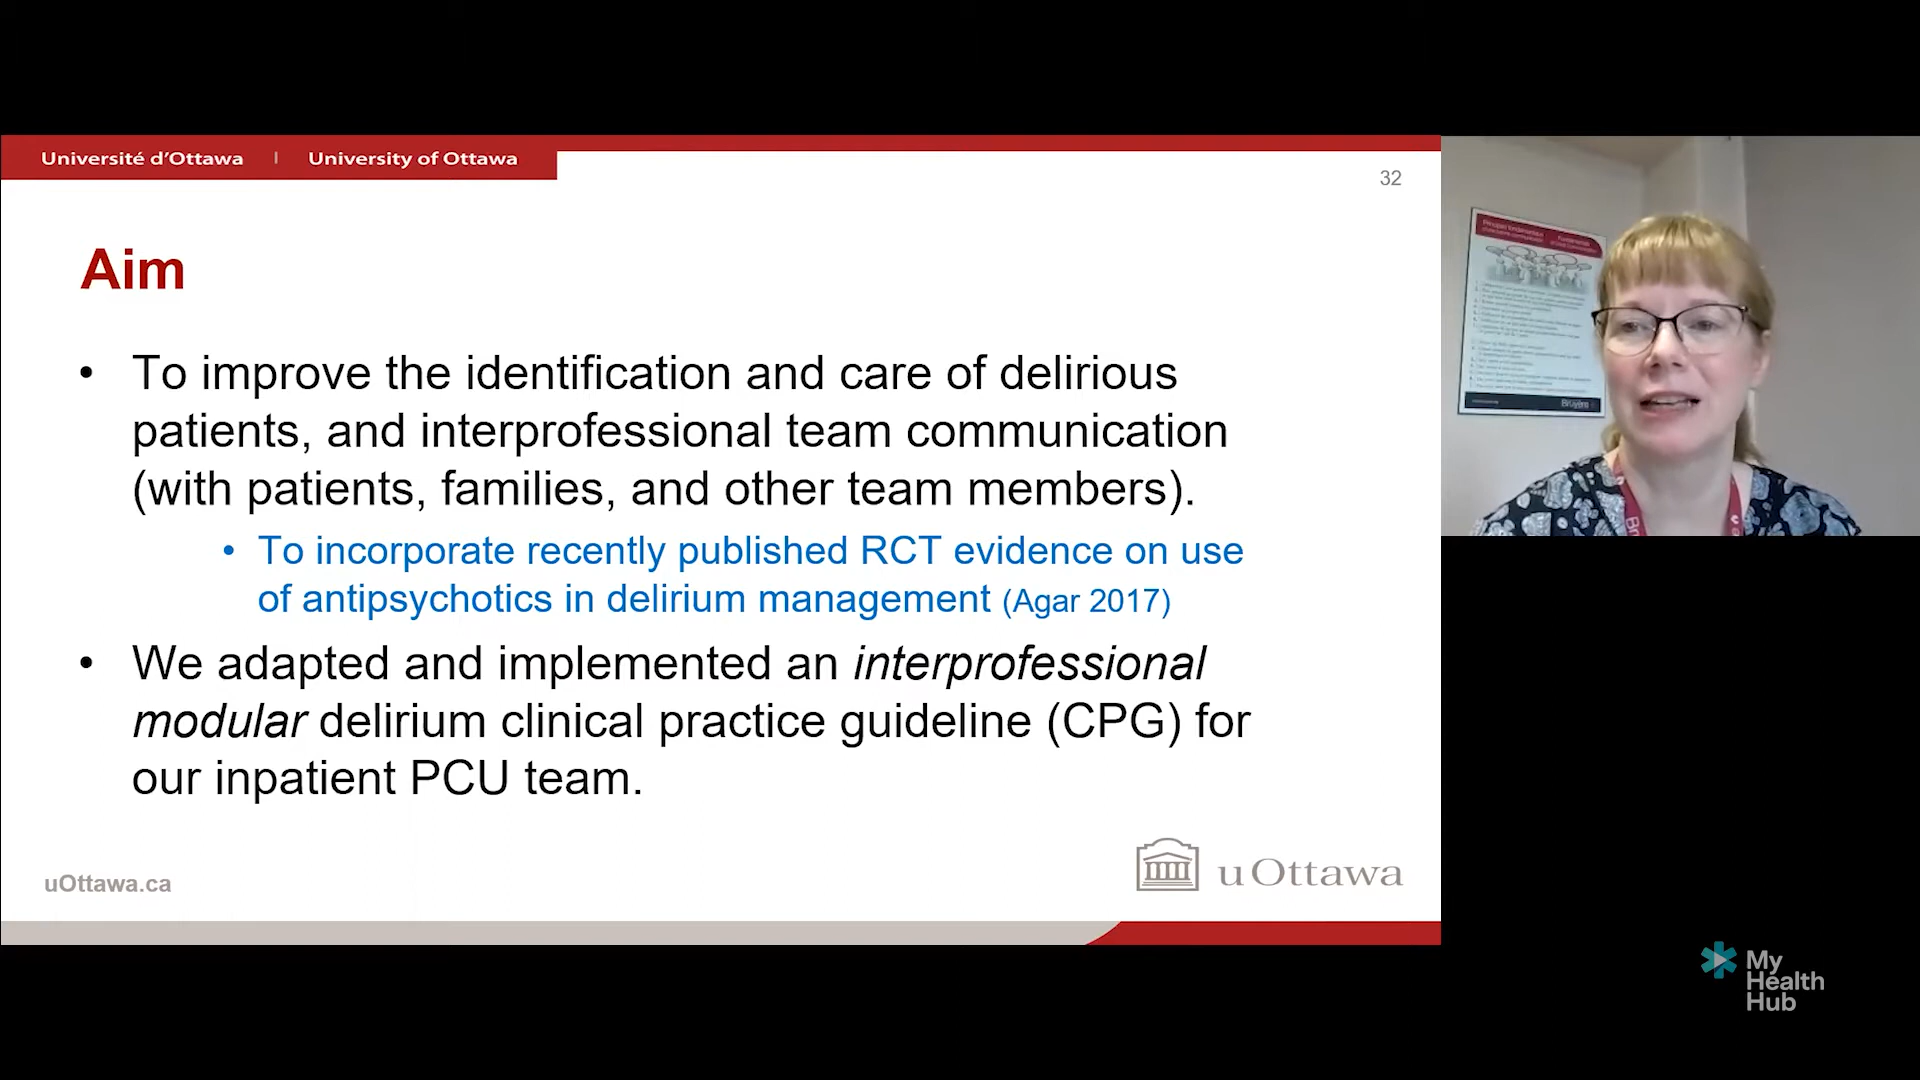 Université d'Ottawa | University of Ottawa
32
Aim
• To improve the identification and care of delirious
patients, and interprofessional team communication
(with patients, families, and other team members).
• To incorporate recently published RCT evidence on use
of antipsychotics in delirium management (Agar 2017)
• We adapted and implemented an interprofessional
modular delirium clinical practice guideline (CPG) for
our inpatient PCU team.
uOttawa.ca
uOttawa
Bruyère
My
Health
Hub